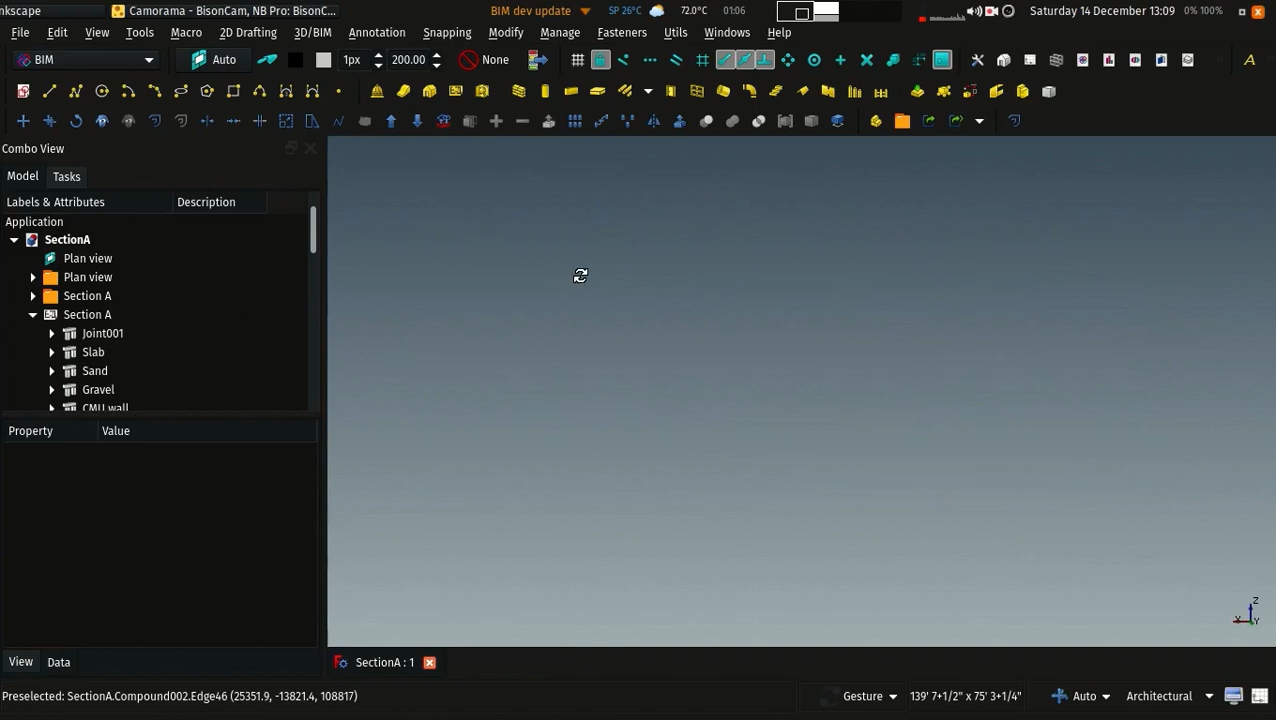 nkscape Camorama - BisonCam, NB Pro: BisonC... BIM dev update SP 26°C 72.0°C 01:06 Saturday 14 December 13:09 0% 100%
File Edit View Tools Macro 2D Drafting 3D/BIM Annotation Snapping Modify Manage Fasteners Utils Windows Help
BIM Auto 1px 200.00 None A
Combo View
Model Tasks
Labels & Attributes Description
Application
SectionA
Plan view
Plan view
Section A
Section A
Joint001
Slab
Sand
Gravel
CMU wall
Property Value
Z
X Y
View Data SectionA : 1
Preselected: SectionA.Compound002.Edge46 (25351.9, -13821.4, 108817) Gesture 139' 7+1/2" x 75' 3+1/4" Auto Architectural